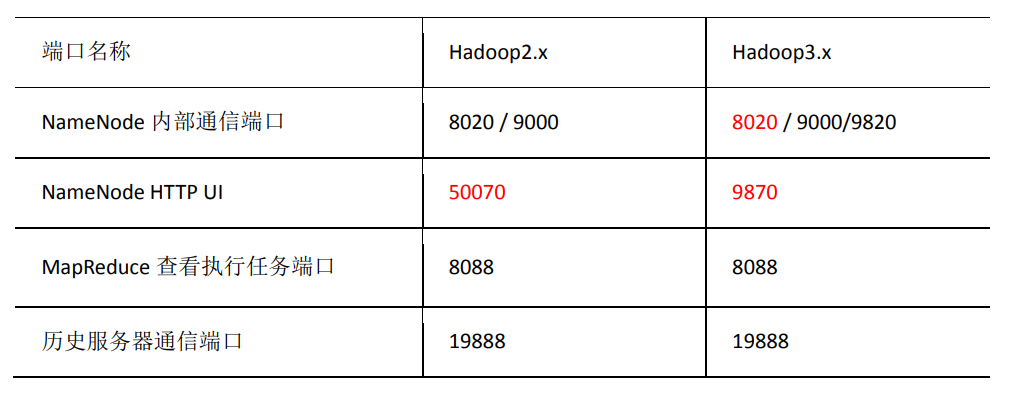 端口名称 Hadoop2.x Hadoop3.x
NameNode 内部通信端口 8020 / 9000 8020 / 9000/9820
NameNode HTTP UI 50070 9870
MapReduce 查看执行任务端口 8088 8088
历史服务器通信端口 19888 19888